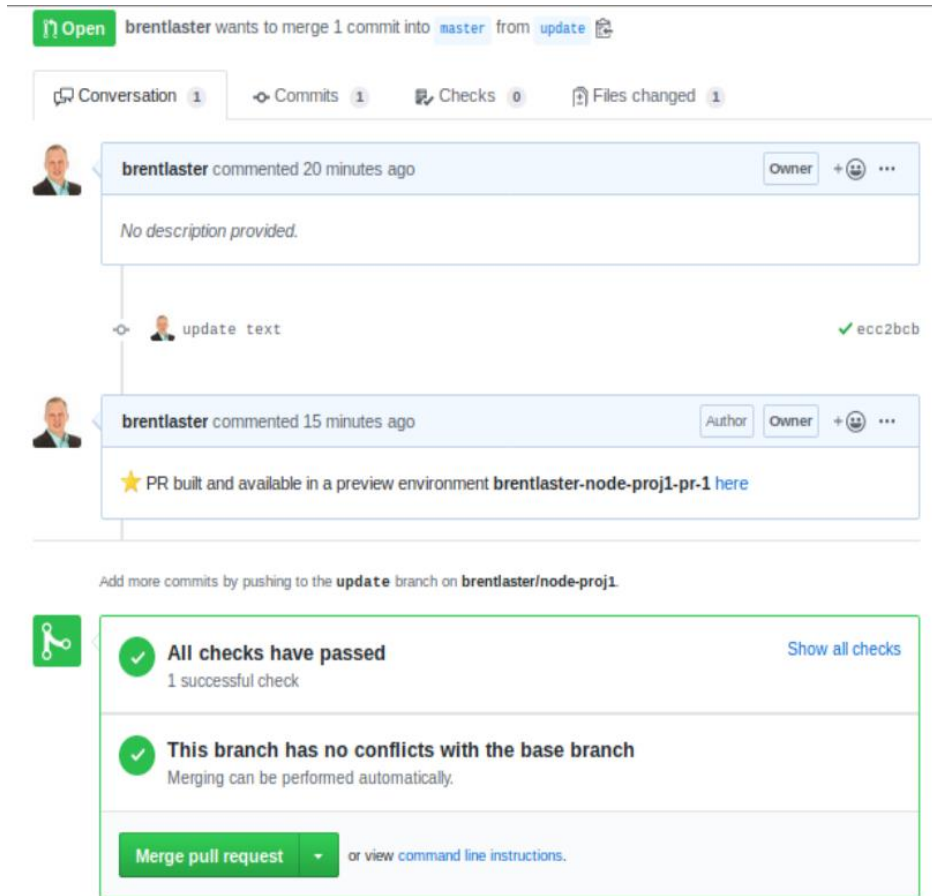 Open brentlaster wants to merge 1 commit into master from update
Conversation 1 Commits 1 Checks 0 Files changed 1
brentlaster commented 20 minutes ago Owner + ...
No description provided.
update text ecc2bcb
brentlaster commented 15 minutes ago Author Owner + ...
PR built and available in a preview environment brentlaster-node-proj1-pr-1 here
Add more commits by pushing to the update branch on brentlaster/node-proj1.
All checks have passed Show all checks
1 successful check
This branch has no conflicts with the base branch
Merging can be performed automatically.
Merge pull request or view command line instructions.